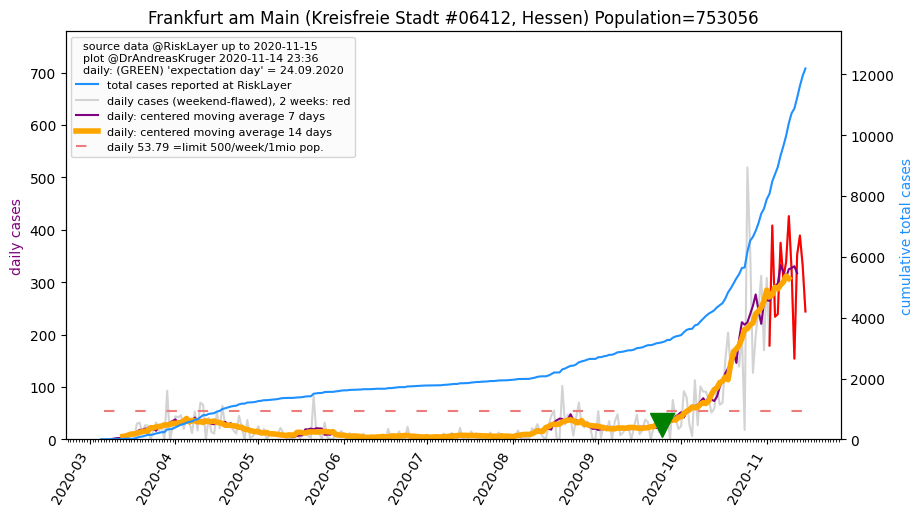 Frankfurt am Main (Kreisfreie Stadt #06412, Hessen) Population=753056
source data @RiskLayer up to 2020-11-15
plot @DrAndreasKruger 2020-11-14 23:36
daily: (GREEN) 'expectation day' = 24.09.2020
total cases reported at RiskLayer
daily cases (weekend-flawed), 2 weeks: red
daily: centered moving average 7 days
daily: centered moving average 14 days
daily 53.79 =limit 500/week/1mio pop.
daily cases
700
600
500
400
300
200
100
0
12000
10000
8000
6000
4000
2000
0
cumulative total cases
2020-03
2020-04
2020-05
2020-06
2020-07
2020-08
2020-09
2020-10
2020-11